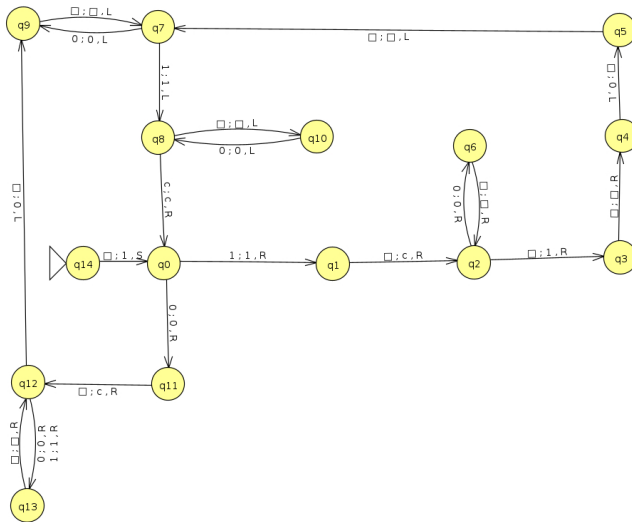 q9
□;□,L
0;0,L
q7
□;□,L
q5
1;1,L
□;0,L
q8
□;□,L
0;0,L
q10
q6
q4
c;c,R
0;0,R
□;□,R
□;□,R
□;0,L
q14
□;1,S
q0
1;1,R
q1
□;c,R
q2
□;1,R
q3
0;0,R
q12
□;c,R
q11
□;□,R
0;0,R
1;1,R
q13